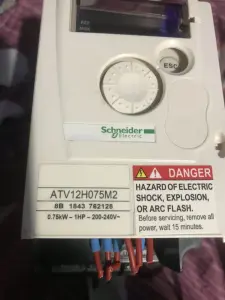 ESC
Schneider
Electric
ATV12H075M2
8B 1843 762128
0.75kW - 1HP - 200-240V~
DANGER
HAZARD OF ELECTRIC
SHOCK, EXPLOSION,
OR ARC FLASH.
Before servicing, remove all
power, wait 15 minutes.